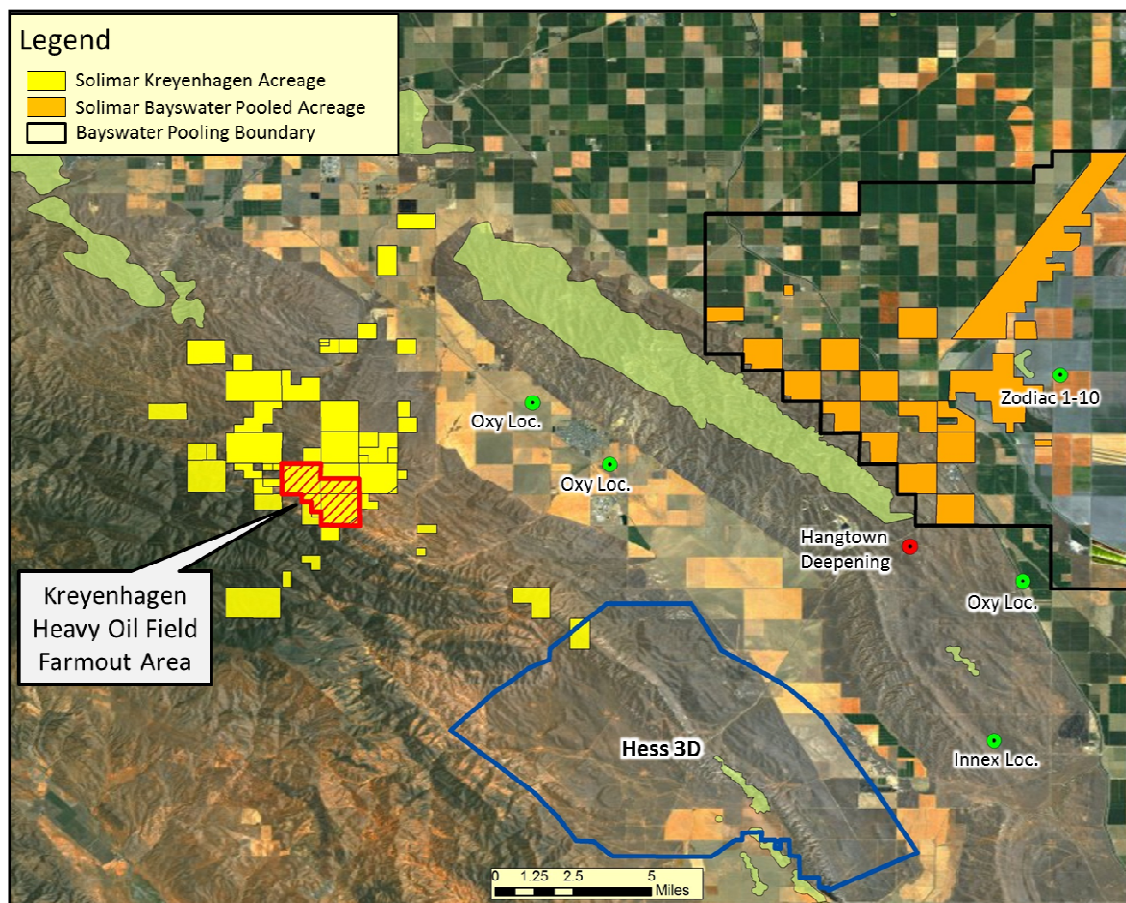 Legend
Solimar Kreyenhagen Acreage
Solimar Bayswater Pooled Acreage
Bayswater Pooling Boundary
Zodiac 1-10
Oxy Loc.
Oxy Loc.
Hangtown
Deepening
Kreyenhagen
Heavy Oil Field
Farmout Area
Oxy Loc.
Hess 3D
Innex Loc.
0 1.25 2.5 5
Miles